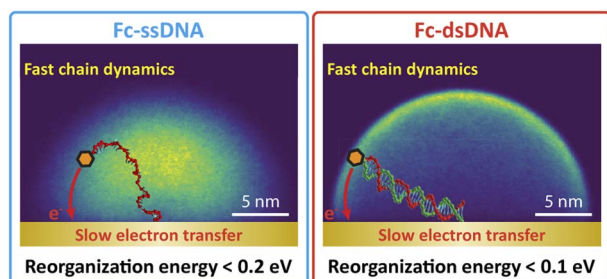 Fc-ssDNA
Fast chain dynamics
e-
5 nm
Slow electron transfer
Reorganization energy < 0.2 eV
Fc-dsDNA
Fast chain dynamics
e-
5 nm
Slow electron transfer
Reorganization energy < 0.1 eV